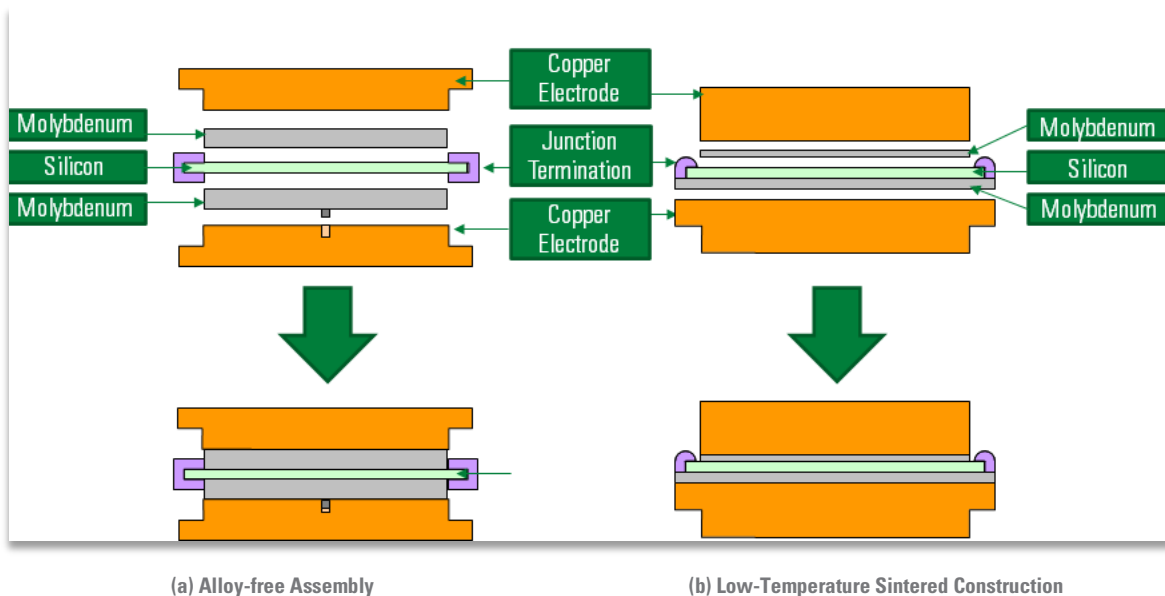 Copper
Electrode
Molybdenum
Molybdenum
Junction
Termination
Silicon
Silicon
Molybdenum
Molybdenum
Copper
Electrode
(a) Alloy-free Assembly
(b) Low-Temperature Sintered Construction